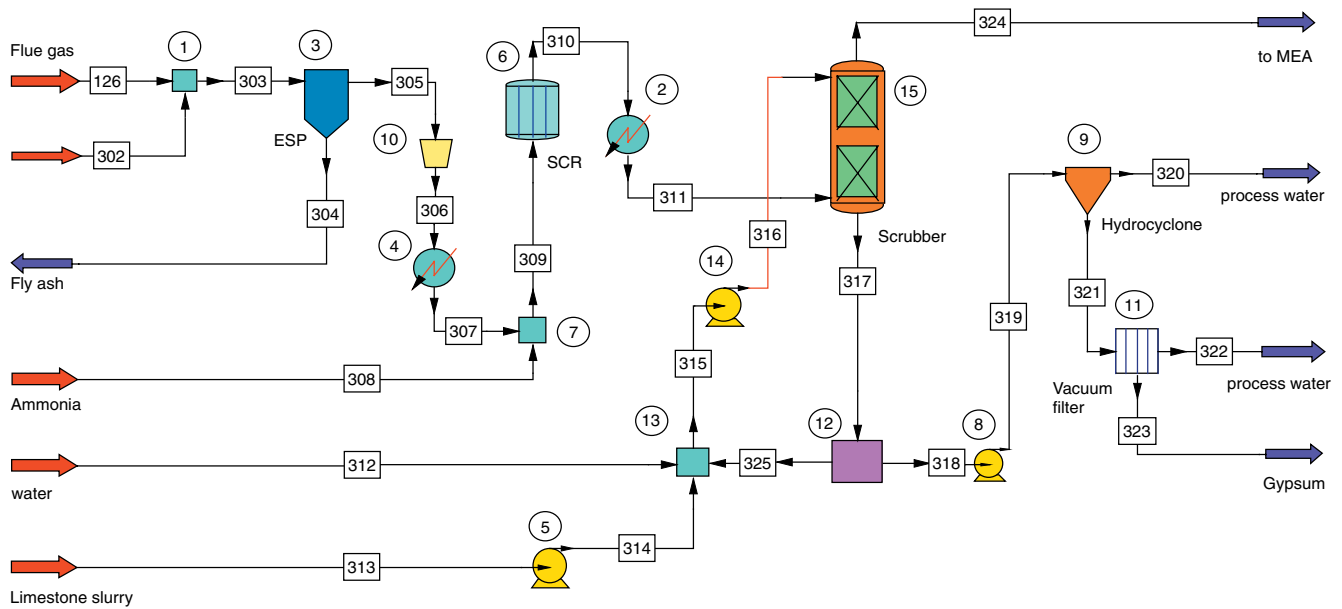 324
310
Flue gas
1
3
6
to MEA
126
303
305
2
15
ESP
10
9
302
SCR
320
process water
304
306
311
Hydrocyclone
316
Scrubber
4
309
14
317
321
11
Fly ash
319
307
7
315
322
308
Vacuum
filter
process water
Ammonia
13
12
8
323
312
325
318
water
Gypsum
5
314
313
Limestone slurry